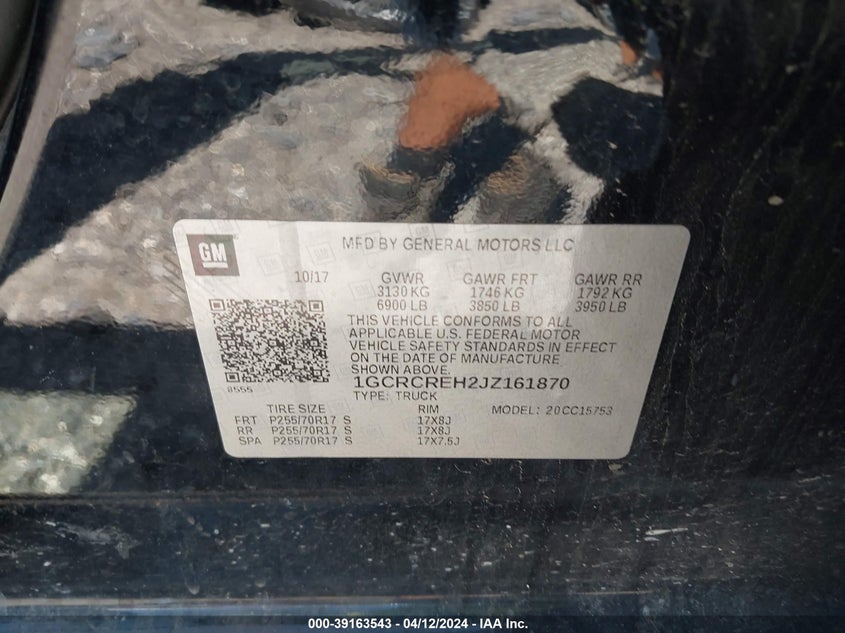 GM
MFD BY GENERAL MOTORS LLC
10/17 GVWR GAWR FRT GAWR RR
3130 KG 1746 KG 1792 KG
6900 LB 3850 LB 3950 LB
THIS VEHICLE CONFORMS TO ALL
APPLICABLE U.S. FEDERAL MOTOR
VEHICLE SAFETY STANDARDS IN EFFECT
ON THE DATE OF MANUFACTURE
SHOWN ABOVE.
8555 1GCRCREH2JZ161870
TYPE: TRUCK
TIRE SIZE RIM MODEL: 20CC15753
FRT P255/70R17 S 17X8J
RR P255/70R17 S 17X8J
SPA P255/70R17 S 17X7.5J
000-39163543 - 04/12/2024 - IAA Inc.